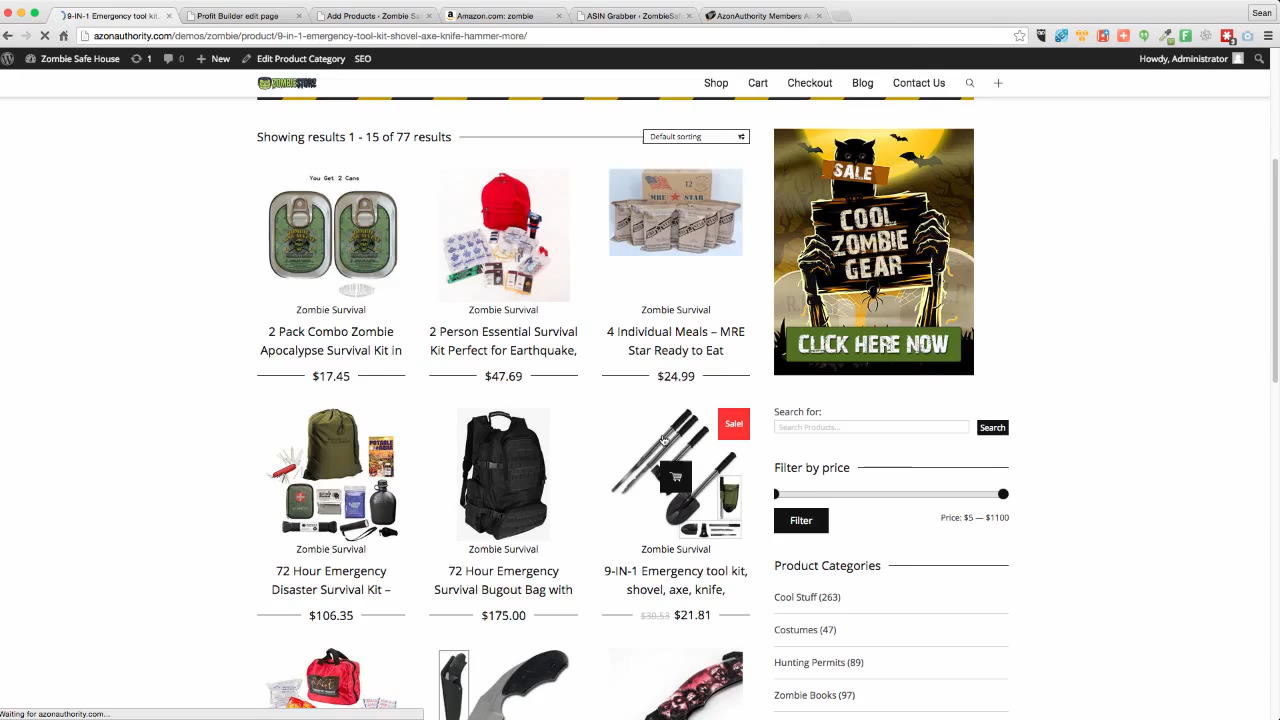 9-IN-1 Emergency tool kit,
Profit Builder edit page
Add Products ‹ Zombie Sa
Amazon.com: zombie
ASIN Grabber ‹ ZombieSaf
AzonAuthority Members A
Sean
azonauthority.com/demos/zombie/product/9-in-1-emergency-tool-kit-shovel-axe-knife-hammer-more/
Zombie Safe House 1 0 New Edit Product Category SEO Howdy, Administrator
ZOMBIESTORE Shop Cart Checkout Blog Contact Us
Showing results 1 - 15 of 77 results
Default sorting
You Get 2 Cans
Zombie Survival
2 Pack Combo Zombie
Apocalypse Survival Kit in
$17.45
Zombie Survival
2 Person Essential Survival
Kit Perfect for Earthquake,
$47.69
12
MRE STAR
Zombie Survival
4 Individual Meals – MRE
Star Ready to Eat
$24.99
Zombie Survival
72 Hour Emergency
Disaster Survival Kit –
$106.35
Zombie Survival
72 Hour Emergency
Survival Bugout Bag with
$175.00
Sale!
Zombie Survival
9-IN-1 Emergency tool kit,
shovel, axe, knife,
$30.53 $21.81
SALE
COOL
ZOMBIE
GEAR
CLICK HERE NOW
Search for:
Search Products...
Search
Filter by price
Filter
Price: $5 — $1100
Product Categories
Cool Stuff (263)
Costumes (47)
Hunting Permits (89)
Zombie Books (97)
Waiting for azonauthority.com...